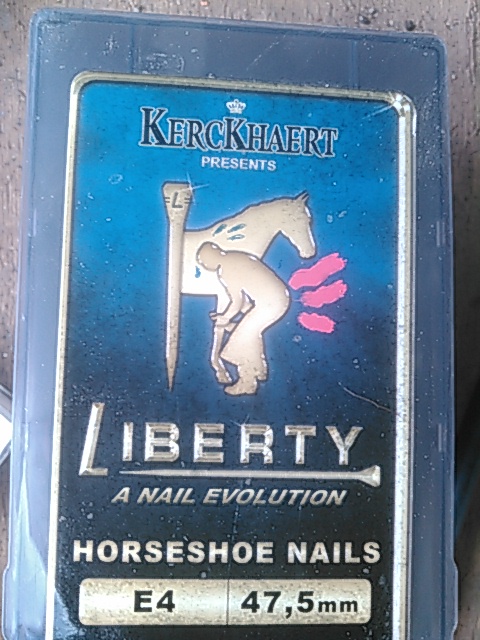 KERCKHAERT
PRESENTS
L
LIBERTY
A NAIL EVOLUTION
HORSESHOE NAILS
E4 47,5mm